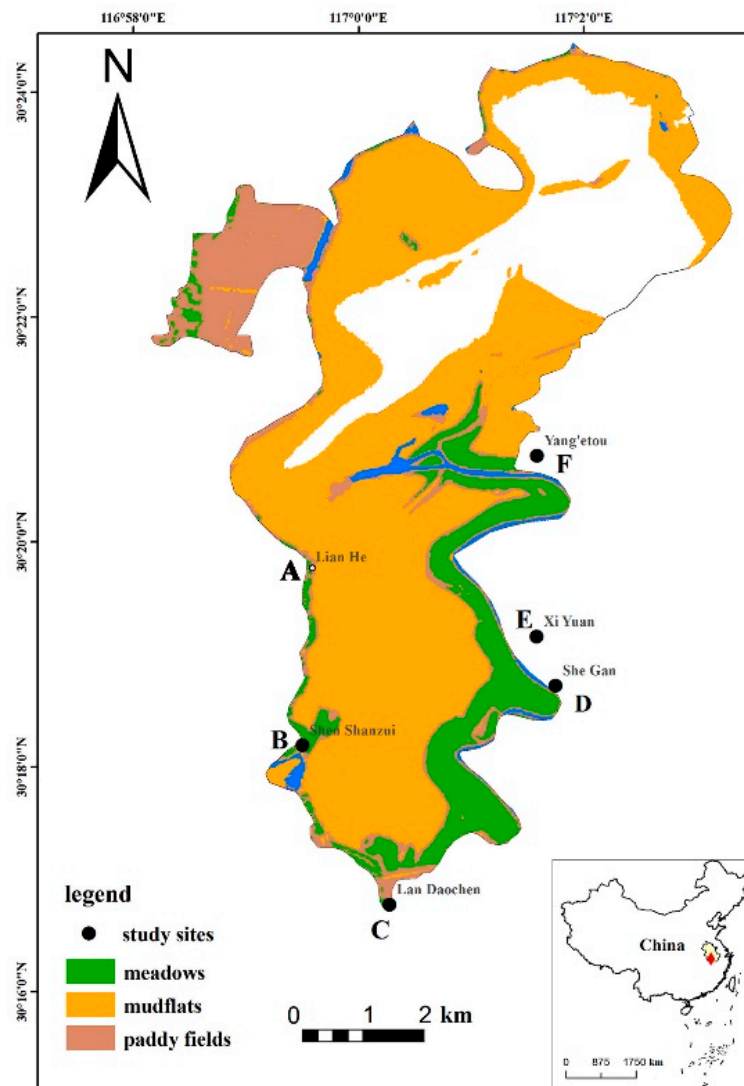 116°58'0"E
117°0'0"E
117°2'0"E
N
30°24'0"N
30°22'0"N
30°20'0"N
30°18'0"N
30°16'0"N
Yang'etou
F
A
Lian He
E
Xi Yuan
She Gan
D
B
Shen Shanzui
Lan Daochen
C
legend
study sites
meadows
mudflats
paddy fields
0 1 2 km
China
0 875 1750 km